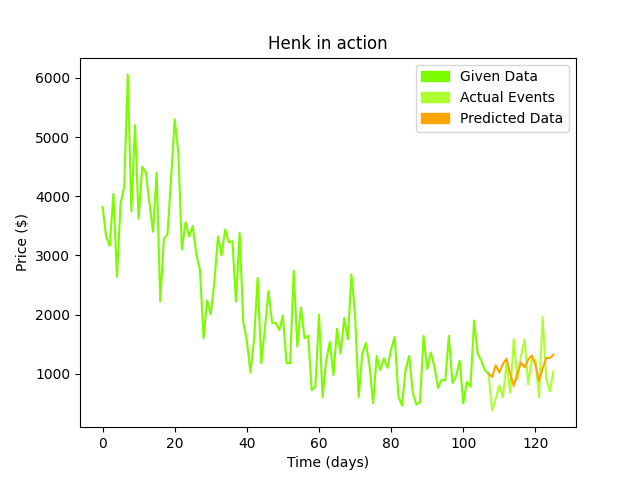 Henk in action
Given Data
Actual Events
Predicted Data
Price ($)
6000
5000
4000
3000
2000
1000
0 20 40 60 80 100 120
Time (days)